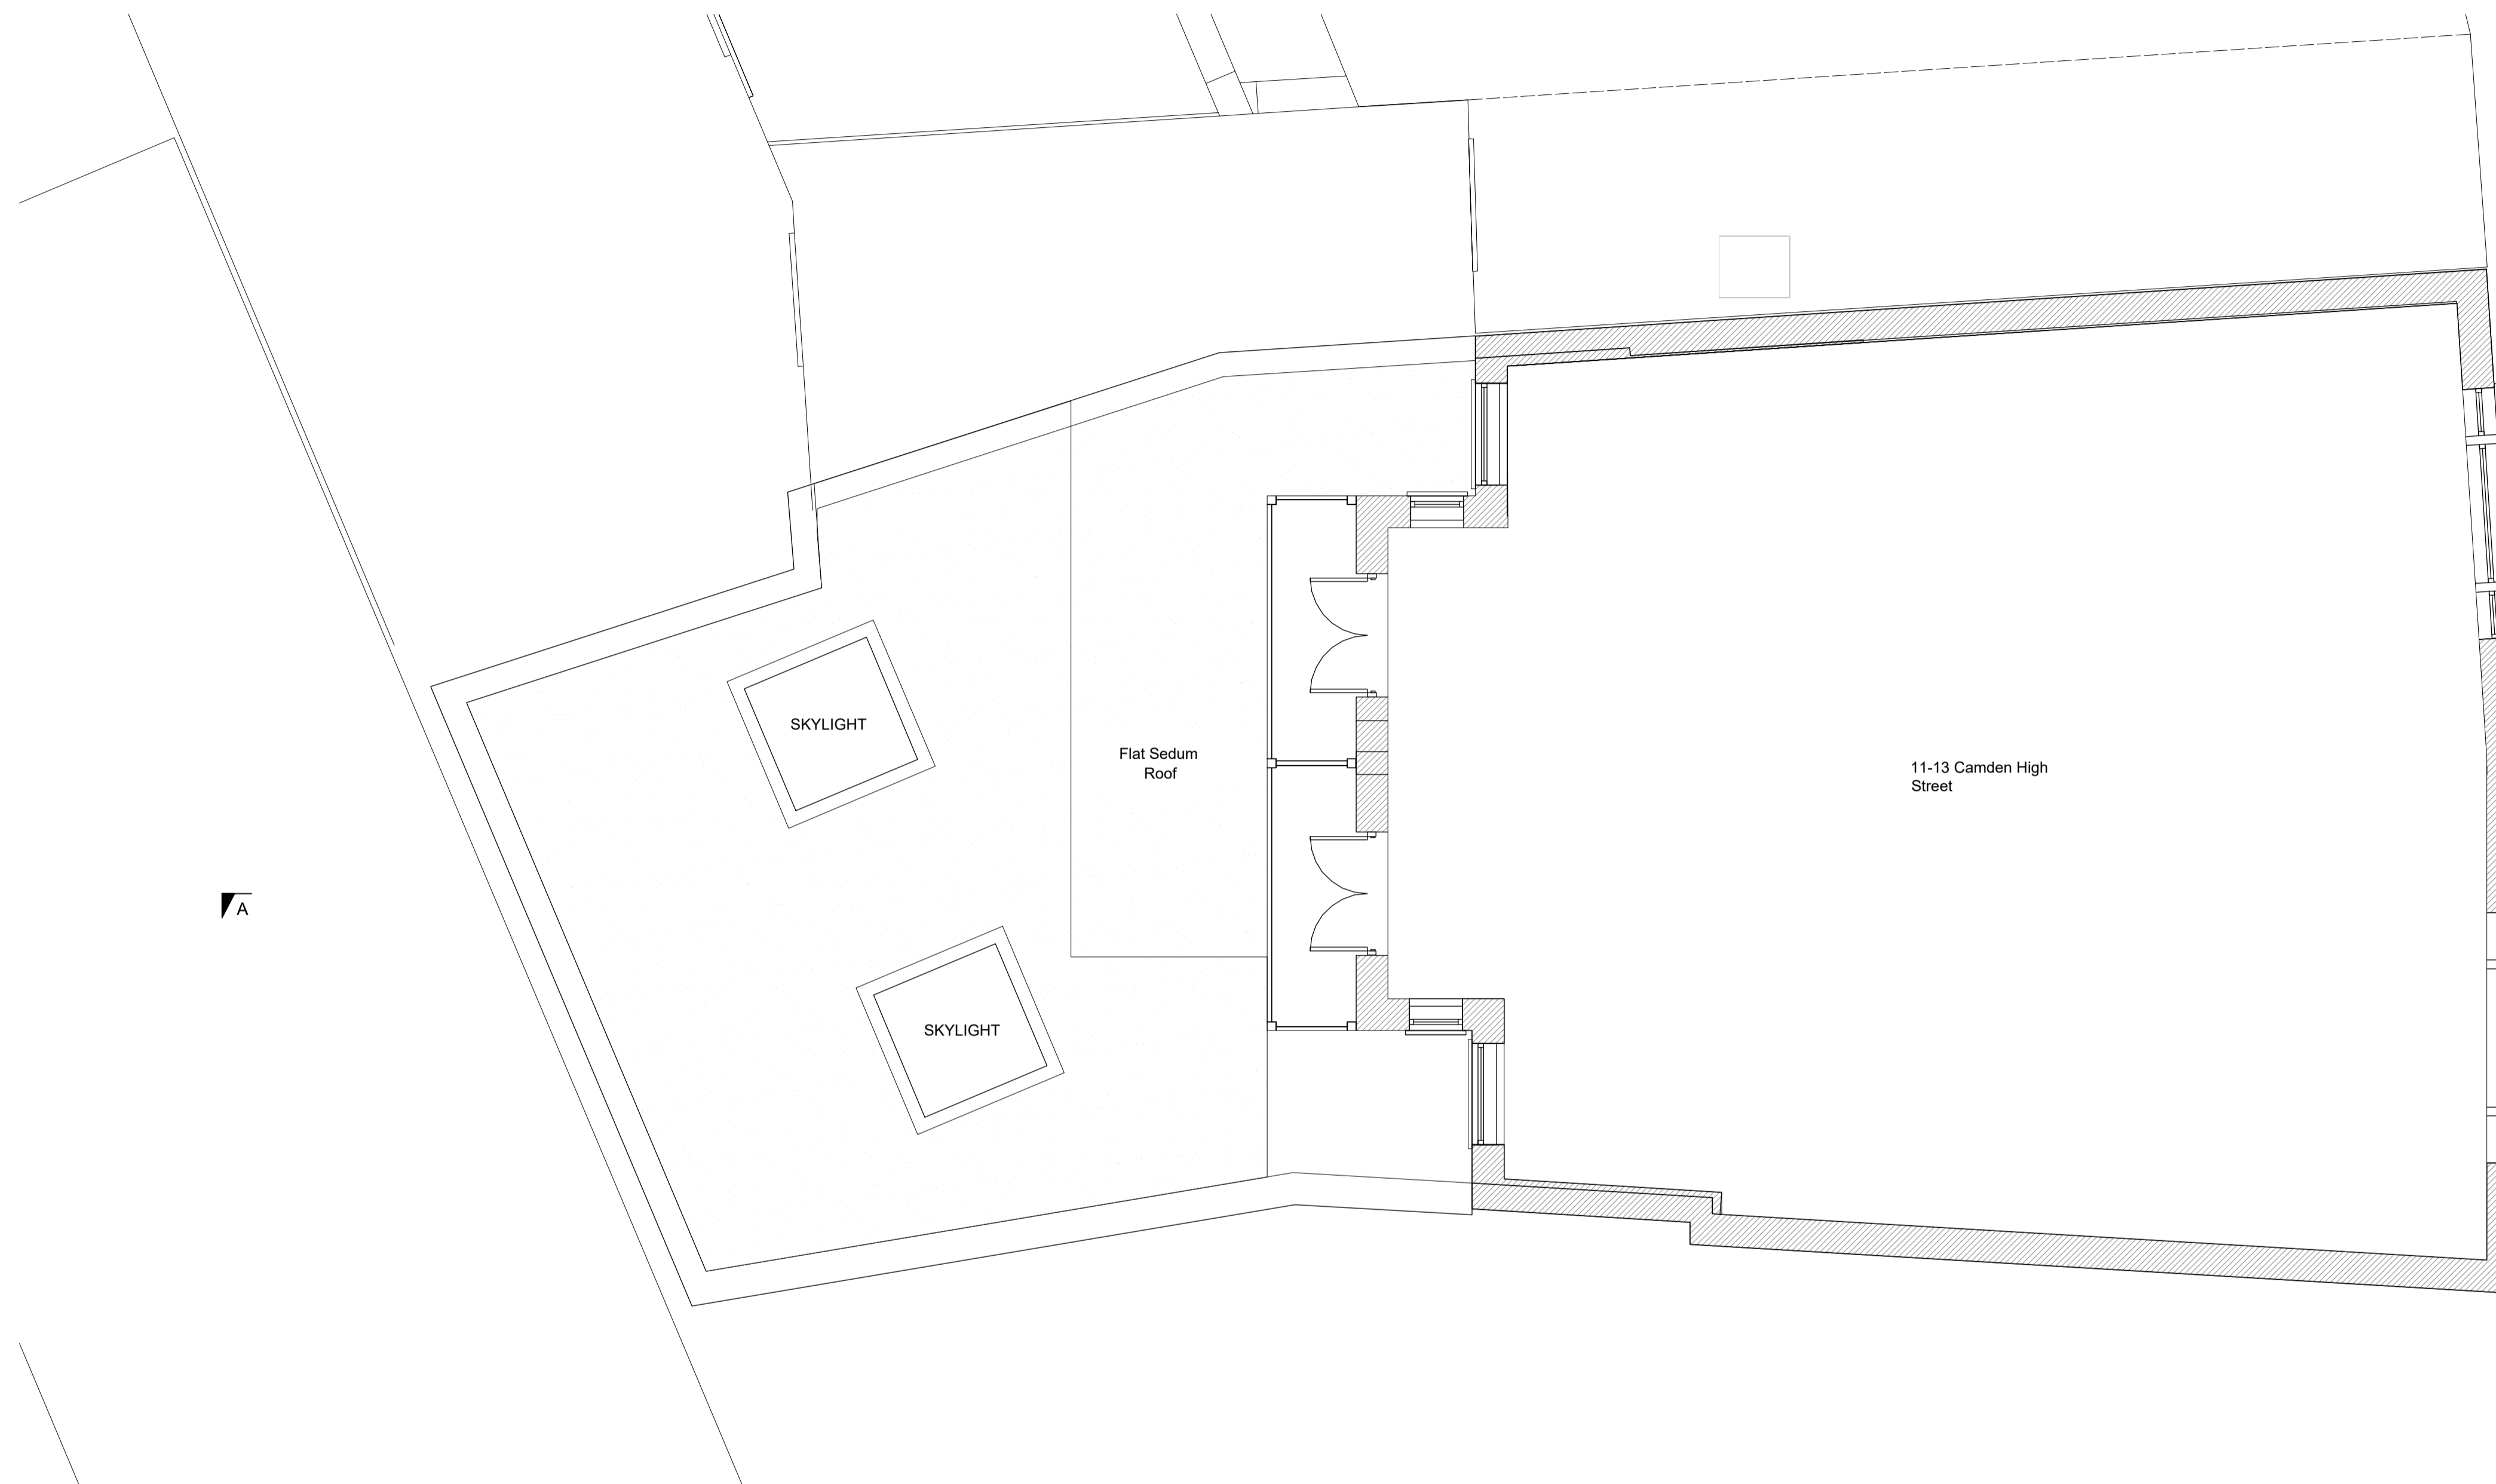 SKYLIGHT
Flat Sedum
Roof
11-13 Camden High
Street
A
SKYLIGHT